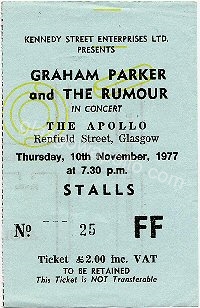 KENNEDY STREET ENTERPRISES LTD.
PRESENTS
GRAHAM PARKER
and THE RUMOUR
IN CONCERT
THE APOLLO
Renfield Street, Glasgow
Thursday, 10th November, 1977
at 7.30 p.m.
STALLS
No 25 FF
Ticket £2.00 inc. VAT
TO BE RETAINED
This Ticket is NOT Transferable